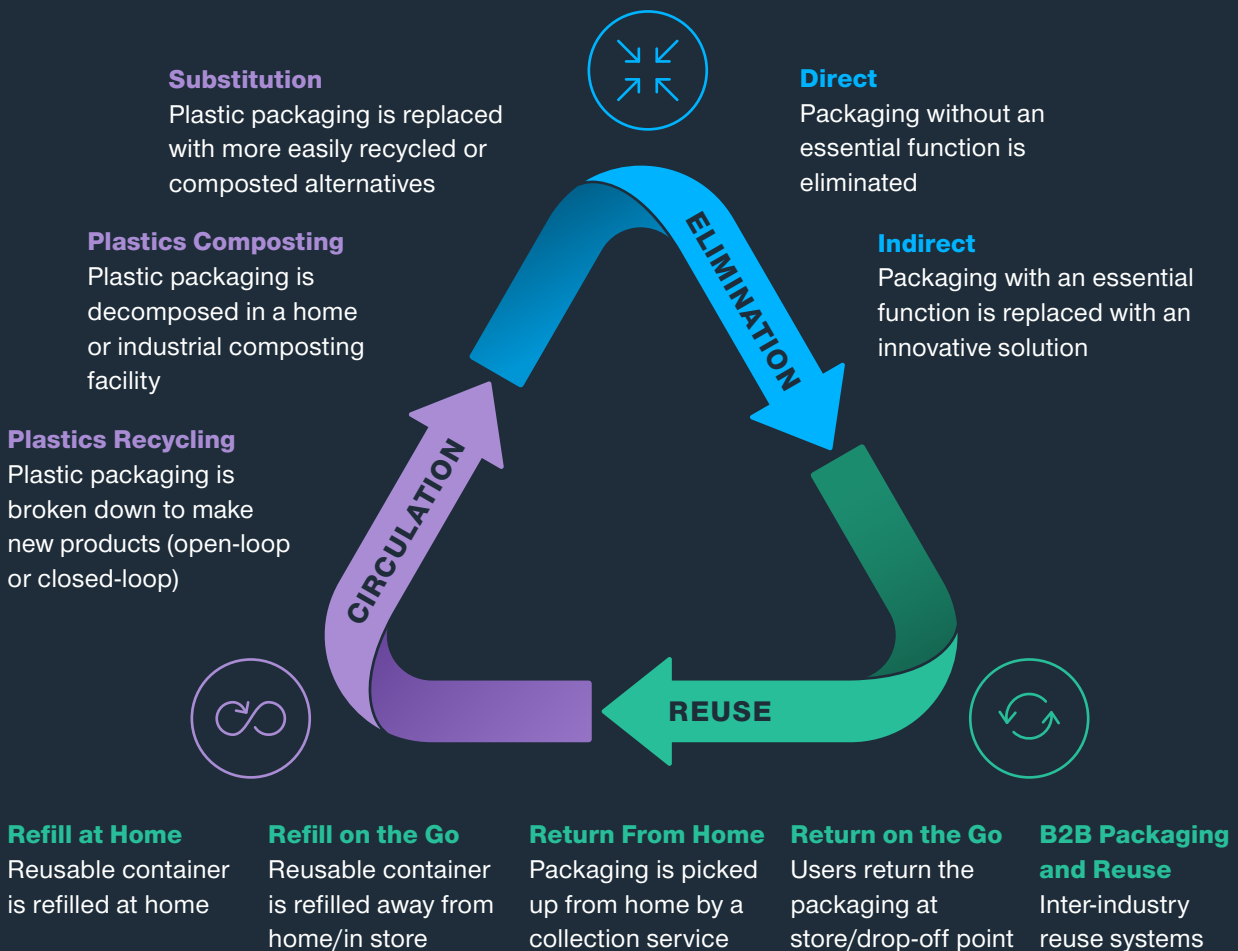 Substitution
Plastic packaging is replaced
with more easily recycled or
composted alternatives
Direct
Packaging without an
essential function is
eliminated
Plastics Composting
Plastic packaging is
decomposed in a home
or industrial composting
facility
Indirect
Packaging with an essential
function is replaced with an
innovative solution
ELIMINATION
Plastics Recycling
Plastic packaging is
broken down to make
new products (open-loop
or closed-loop)
CIRCULATION
REUSE
Refill at Home
Reusable container
is refilled at home
Refill on the Go
Reusable container
is refilled away from
home/in store
Return From Home
Packaging is picked
up from home by a
collection service
Return on the Go
Users return the
packaging at
store/drop-off point
B2B Packaging
and Reuse
Inter-industry
reuse systems